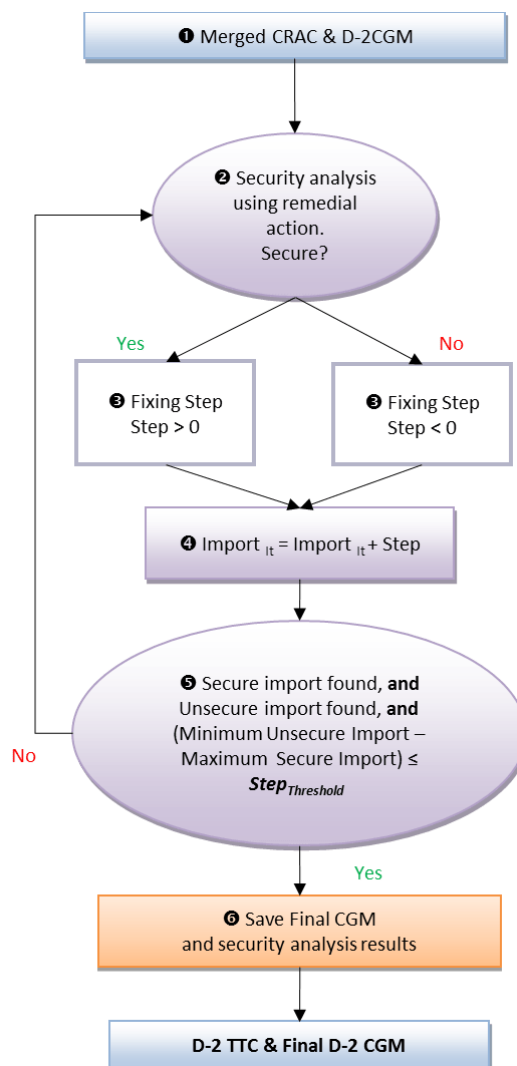 ❶ Merged CRAC & D-2CGM
❷ Security analysis
using remedial
action.
Secure?
Yes
No
❸ Fixing Step
Step > 0
❸ Fixing Step
Step < 0
❹ Import It = Import It + Step
❺ Secure import found, and
Unsecure import found, and
(Minimum Unsecure Import –
Maximum Secure Import) ≤
StepThreshold
No
Yes
❻ Save Final CGM
and security analysis results
D-2 TTC & Final D-2 CGM